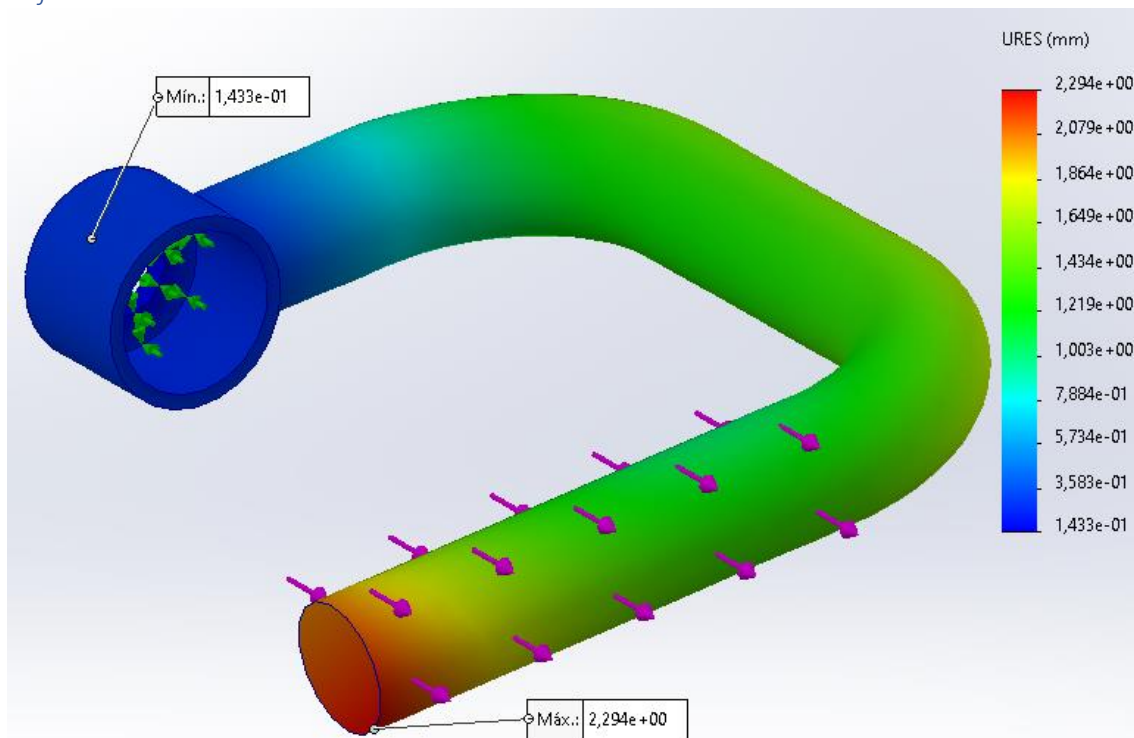 URES (mm)
2,294e+00
2,079e+00
1,864e+00
1,649e+00
1,434e+00
1,219e+00
1,003e+00
7,884e-01
5,734e-01
3,583e-01
1,433e-01
Mín.: 1,433e-01
Máx.: 2,294e+00